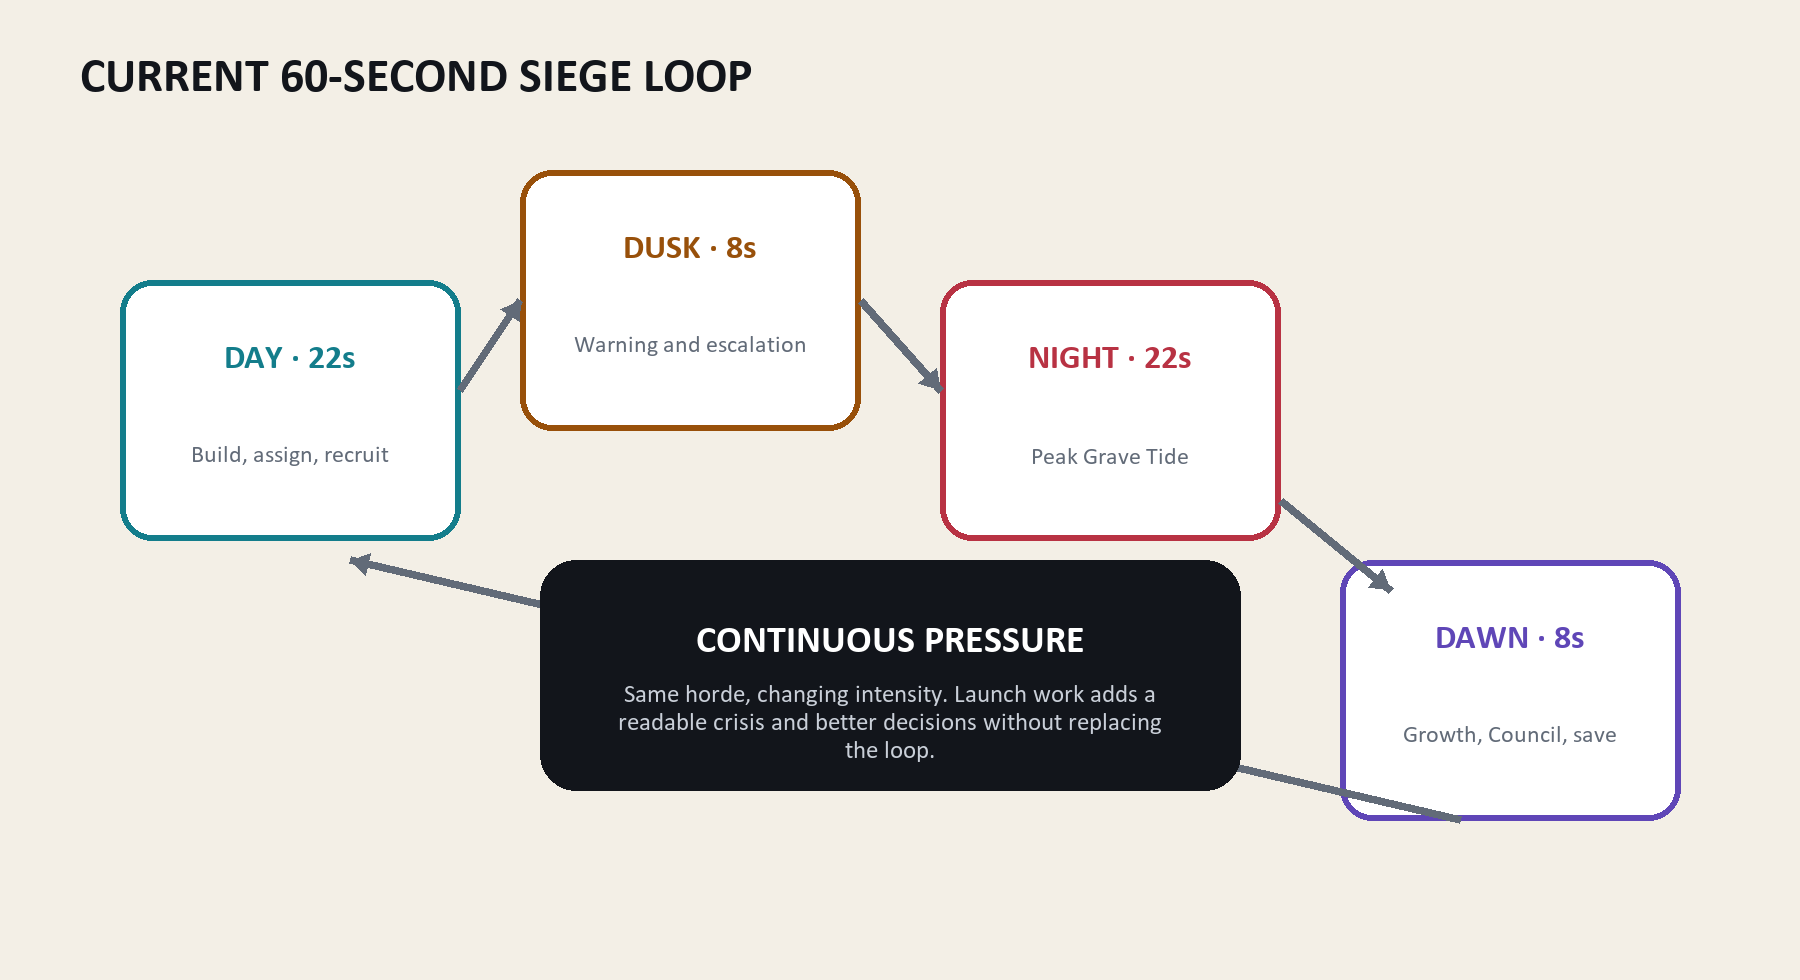 CURRENT 60-SECOND SIEGE LOOP
DUSK · 8s
Warning and escalation
DAY · 22s
Build, assign, recruit
NIGHT · 22s
Peak Grave Tide
CONTINUOUS PRESSURE
Same horde, changing intensity. Launch work adds a
readable crisis and better decisions without replacing
the loop.
DAWN · 8s
Growth, Council, save